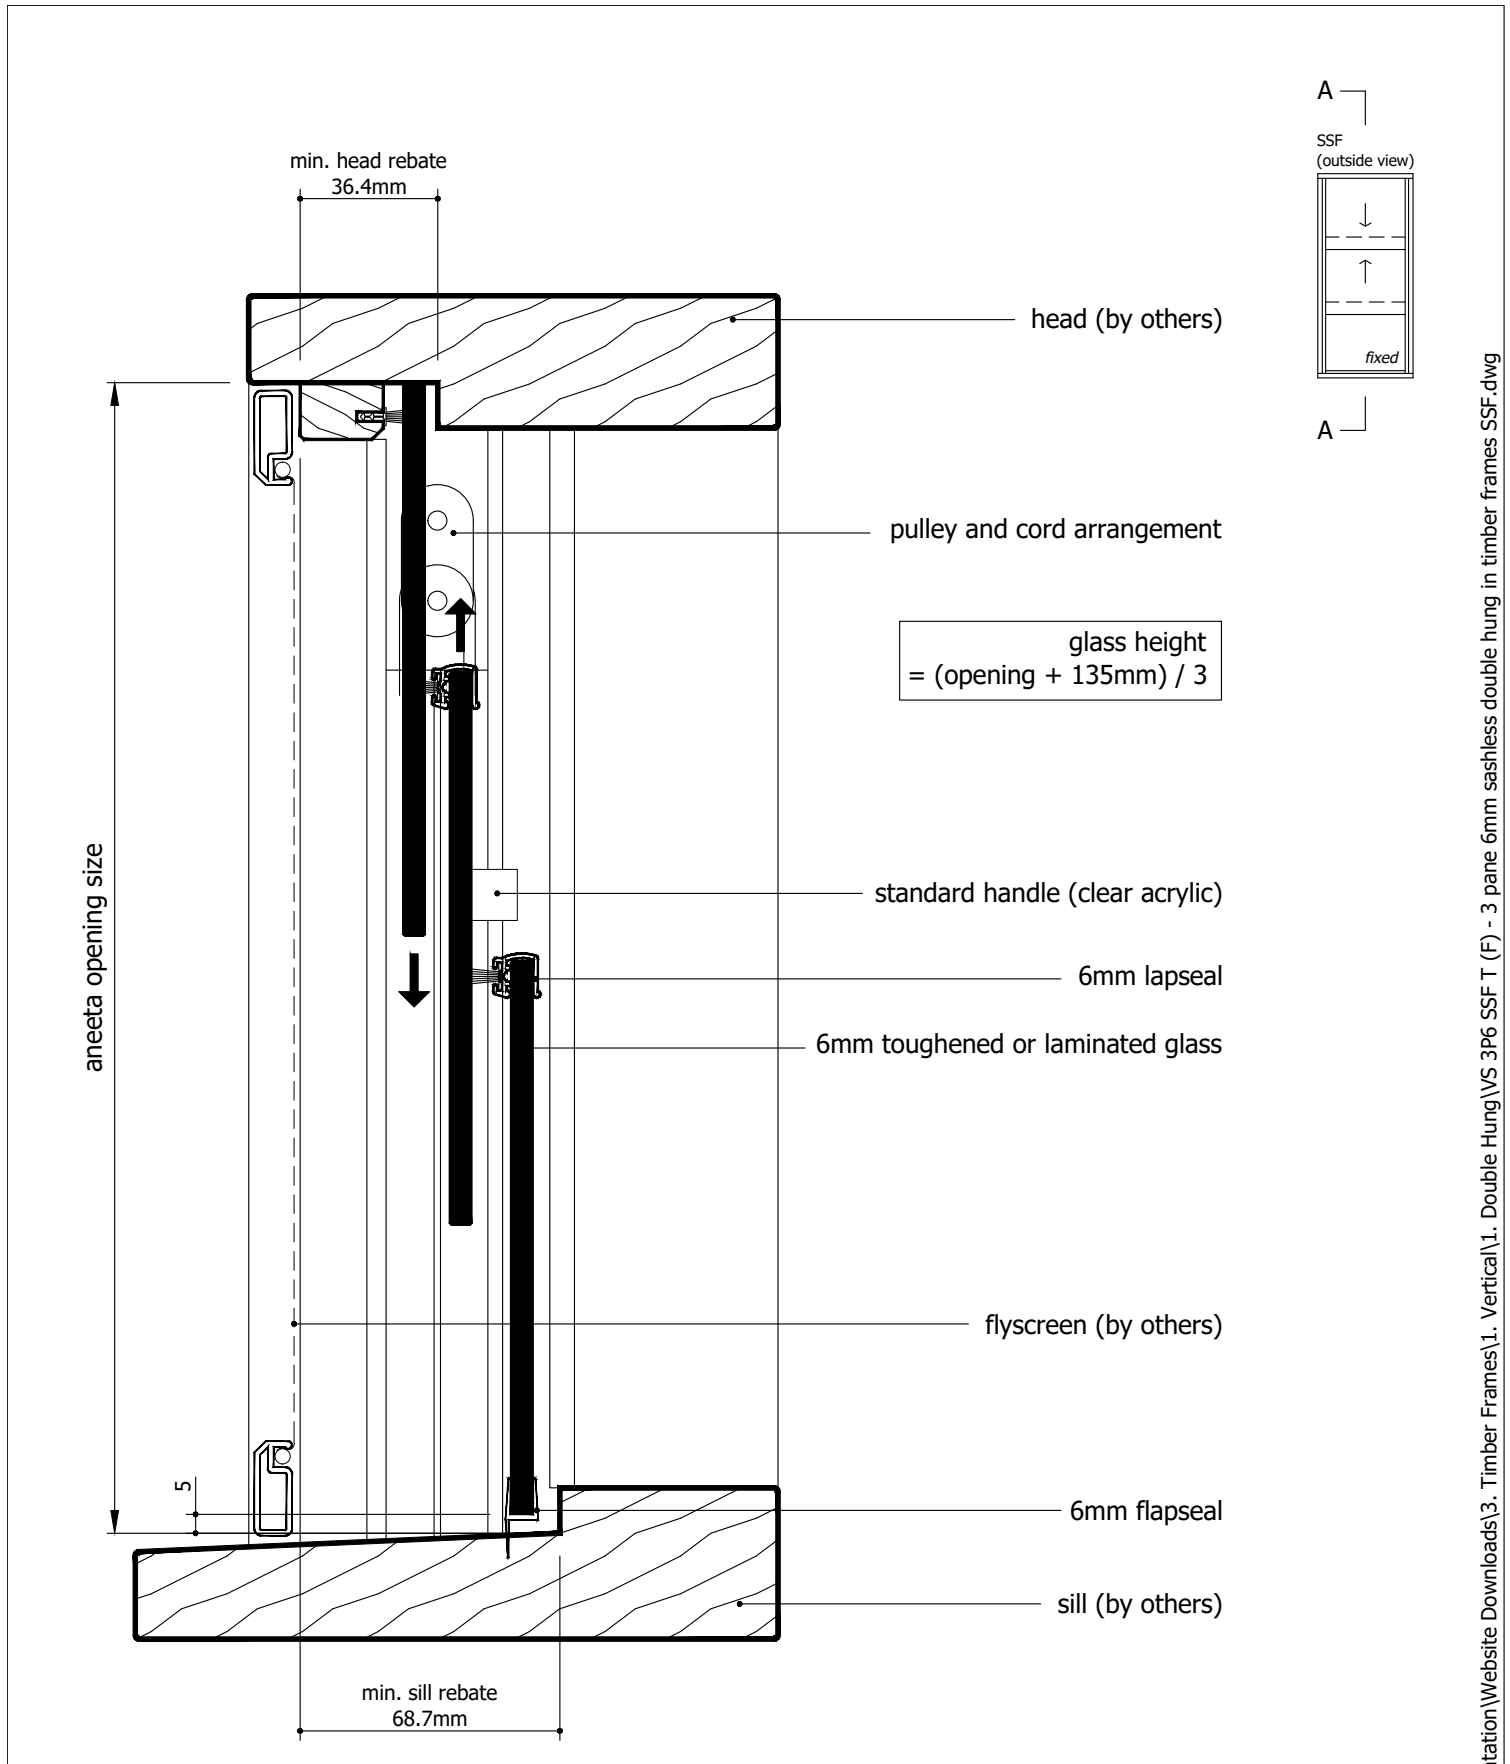 A
SSF
(outside view)
fixed
A
min. head rebate
36.4mm
head (by others)
pulley and cord arrangement
glass height
= (opening + 135mm) / 3
standard handle (clear acrylic)
aneeta opening size
6mm lapseal
6mm toughened or laminated glass
flyscreen (by others)
5
6mm flapseal
sill (by others)
min. sill rebate
68.7mm
tation\Website Downloads\3. Timber Frames\1. Vertical\1. Double Hung\VS 3P6 SSF T (F) - 3 pane 6mm sashless double hung in timber frames SSF.dwg